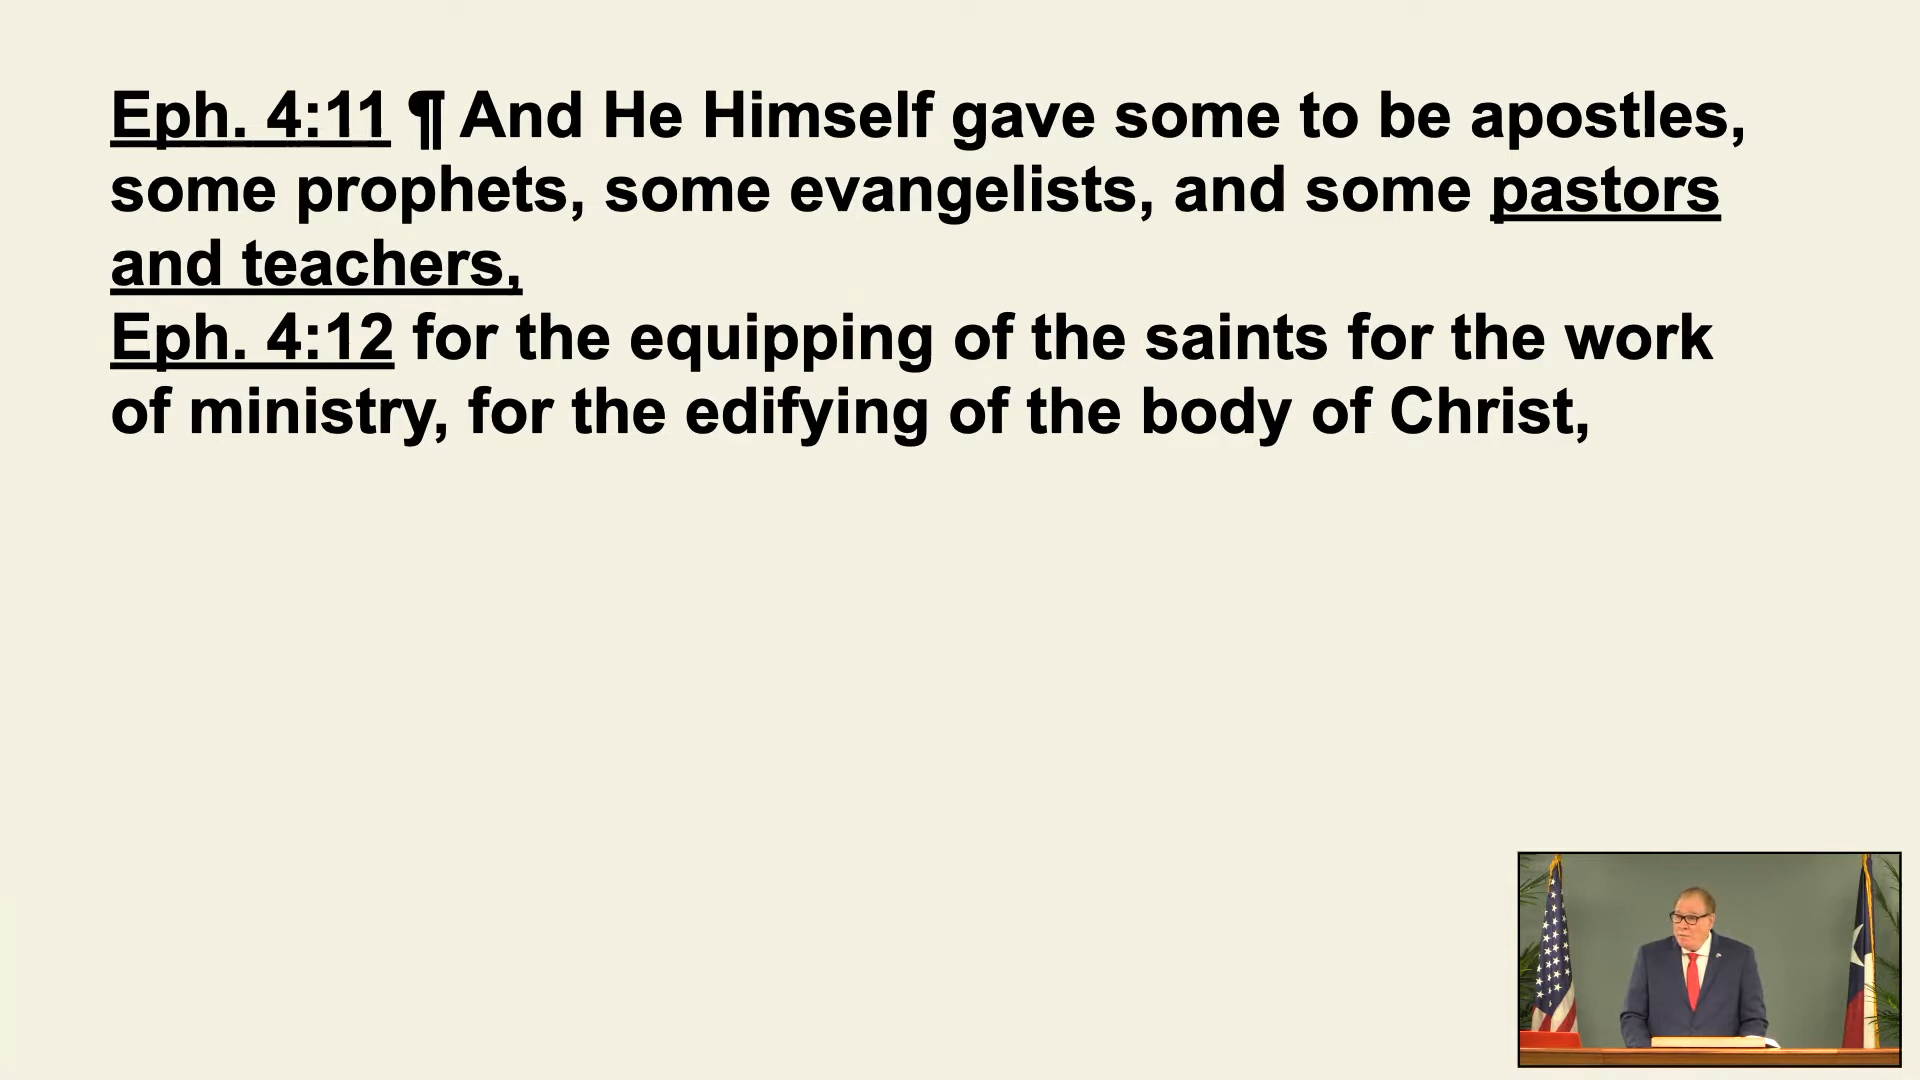 Eph. 4:11 ¶ And He Himself gave some to be apostles,
some prophets, some evangelists, and some pastors
and teachers,
Eph. 4:12 for the equipping of the saints for the work
of ministry, for the edifying of the body of Christ,